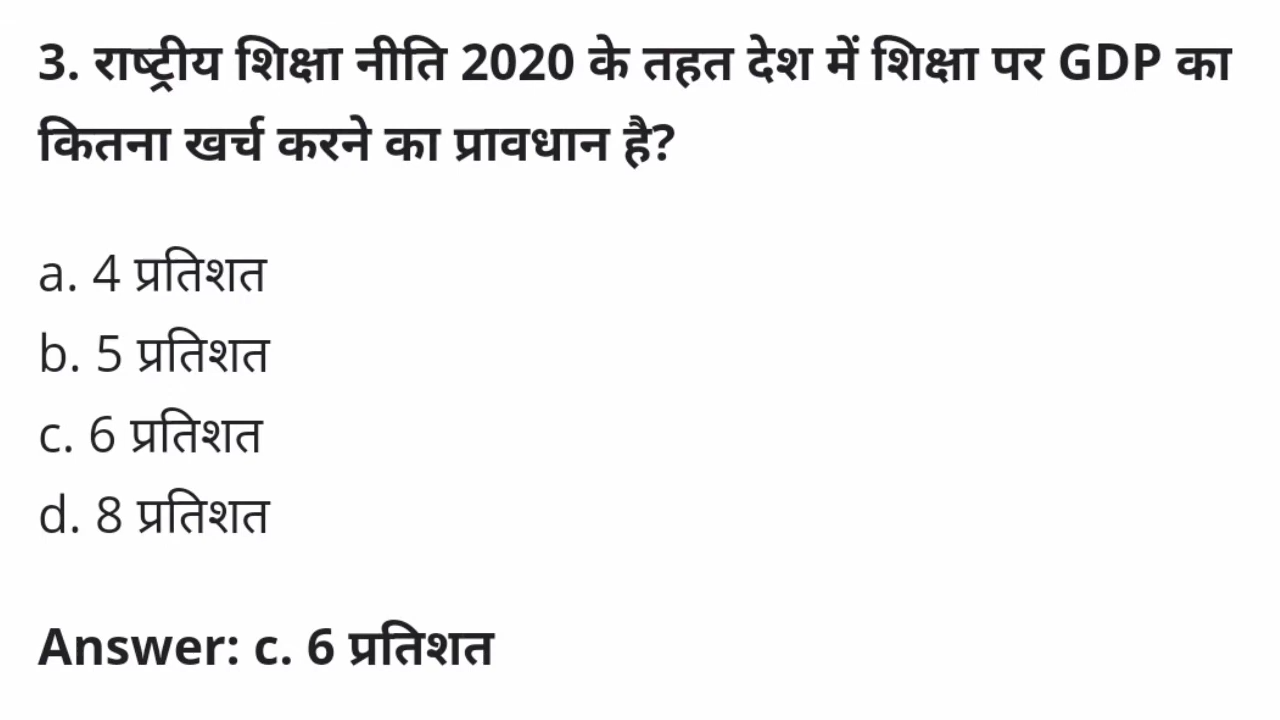 3. राष्ट्रीय शिक्षा नीति 2020 के तहत देश में शिक्षा पर GDP का
कितना खर्च करने का प्रावधान है?
a. 4 प्रतिशत
b. 5 प्रतिशत
c. 6 प्रतिशत
d. 8 प्रतिशत
Answer: c. 6 प्रतिशत